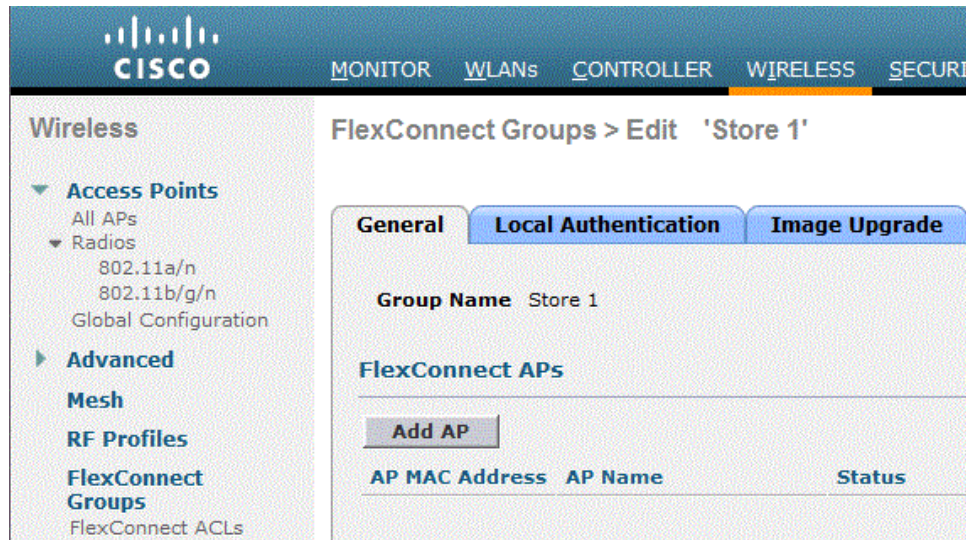 CISCO
MONITOR WLANs CONTROLLER WIRELESS SECURI
Wireless
Access Points
All APs
Radios
802.11a/n
802.11b/g/n
Global Configuration
Advanced
Mesh
RF Profiles
FlexConnect
Groups
FlexConnect ACLs
FlexConnect Groups > Edit 'Store 1'
General Local Authentication Image Upgrade
Group Name Store 1
FlexConnect APs
Add AP
AP MAC Address AP Name Status